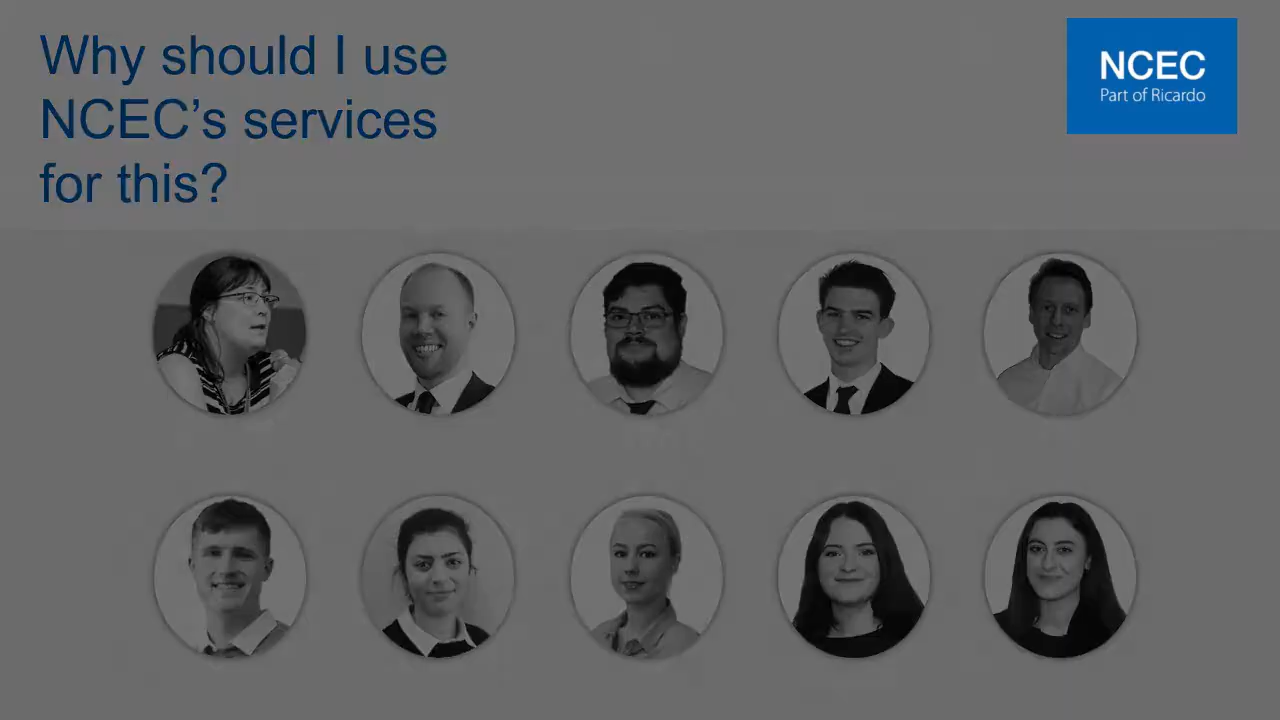 Why should I use
NCEC’s services
for this?
NCEC
Part of Ricardo